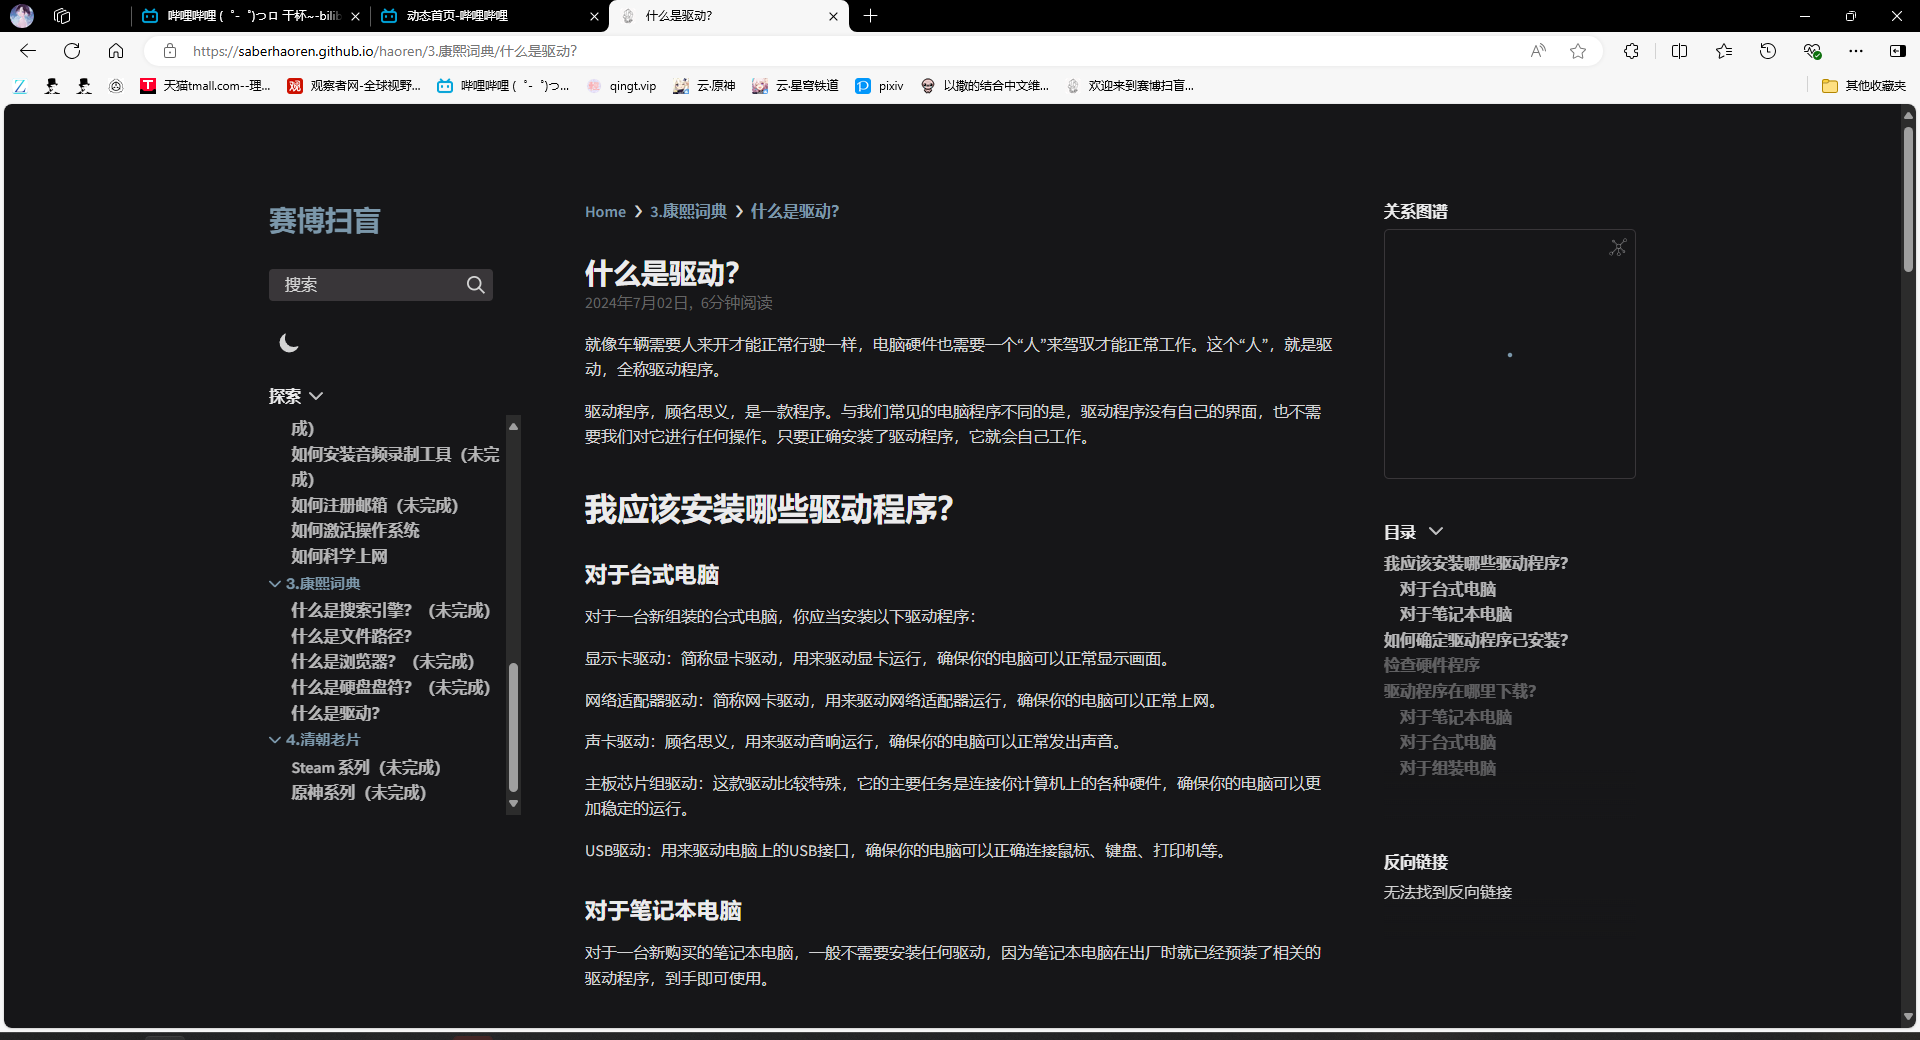 哔哩哔哩 (゜-゜)つロ 干杯~-bilib
动态首页-哔哩哔哩
什么是驱动?
https://saberhaoren.github.io/haoren/3.康熙词典/什么是驱动?
天猫tmall.com--理...
观察者网-全球视野...
哔哩哔哩 (゜-゜)つ...
qingt.vip
云·原神
云·星穹铁道
pixiv
以撒的结合中文维...
欢迎来到赛博扫盲...
其他收藏夹
赛博扫盲
搜索
探索
成)
如何安装音频录制工具（未完
成）
如何注册邮箱（未完成）
如何激活操作系统
如何科学上网
3.康熙词典
什么是搜索引擎？（未完成）
什么是文件路径?
什么是浏览器？（未完成）
什么是硬盘盘符？（未完成）
什么是驱动?
4.清朝老片
Steam 系列（未完成）
原神系列（未完成）
Home ❯ 3.康熙词典 ❯ 什么是驱动?
什么是驱动?
2024年7月02日, 6分钟阅读
就像车辆需要人来开才能正常行驶一样，电脑硬件也需要一个“人”来驾驭才能正常工作。这个“人”，就是驱
动，全称驱动程序。
驱动程序，顾名思义，是一款程序。与我们常见的电脑程序不同的是，驱动程序没有自己的界面，也不需
要我们对它进行任何操作。只要正确安装了驱动程序，它就会自己工作。
我应该安装哪些驱动程序?
对于台式电脑
对于一台新组装的台式电脑，你应当安装以下驱动程序：
显示卡驱动：简称显卡驱动，用来驱动显卡运行，确保你的电脑可以正常显示画面。
网络适配器驱动：简称网卡驱动，用来驱动网络适配器运行，确保你的电脑可以正常上网。
声卡驱动：顾名思义，用来驱动音响运行，确保你的电脑可以正常发出声音。
主板芯片组驱动：这款驱动比较特殊，它的主要任务是连接你计算机上的各种硬件，确保你的电脑可以更
加稳定的运行。
USB驱动：用来驱动电脑上的USB接口，确保你的电脑可以正确连接鼠标、键盘、打印机等。
对于笔记本电脑
对于一台新购买的笔记本电脑，一般不需要安装任何驱动，因为笔记本电脑在出厂时就已经预装了相关的
驱动程序，到手即可使用。
关系图谱
目录
我应该安装哪些驱动程序?
对于台式电脑
对于笔记本电脑
如何确定驱动程序已安装?
检查硬件程序
驱动程序在哪里下载?
对于笔记本电脑
对于台式电脑
对于组装电脑
反向链接
无法找到反向链接